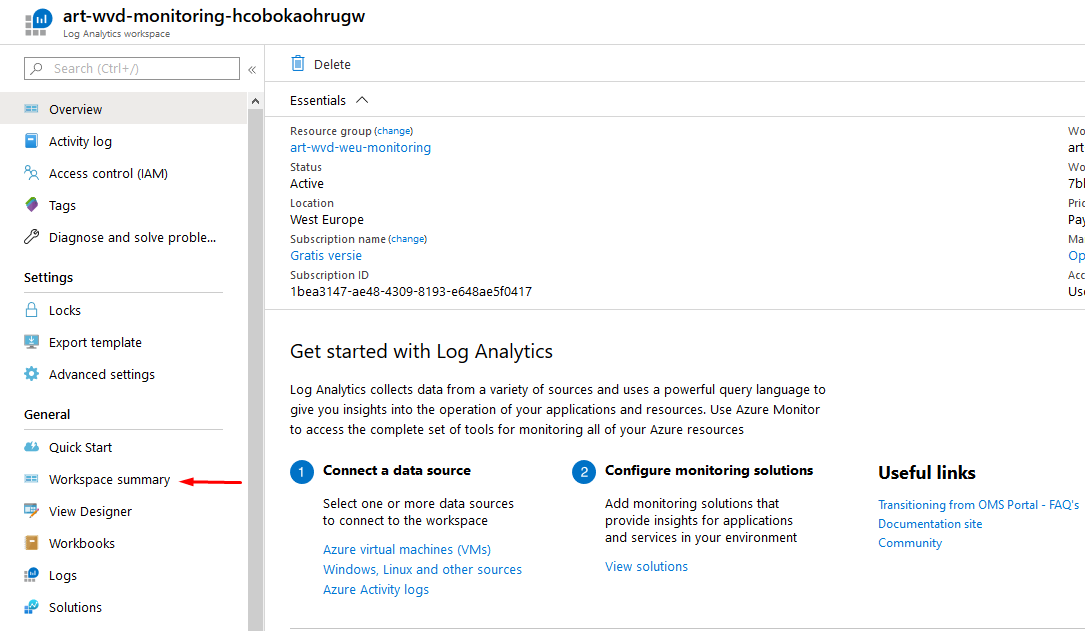 art-wvd-monitoring-hcobokaohrugw
Log Analytics workspace
Search (Ctrl+/)
«
Overview
Activity log
Access control (IAM)
Tags
Diagnose and solve proble...
Settings
Locks
Export template
Advanced settings
General
Quick Start
Workspace summary
View Designer
Workbooks
Logs
Solutions
Delete
Essentials
Resource group (change)
art-wvd-weu-monitoring
Status
Active
Location
West Europe
Subscription name (change)
Gratis versie
Subscription ID
1bea3147-ae48-4309-8193-e648ae5f0417
Wo
art
Wo
7bl
Pric
Pay
Ma
Op
Acc
Use
Get started with Log Analytics
Log Analytics collects data from a variety of sources and uses a powerful query language to
give you insights into the operation of your applications and resources. Use Azure Monitor
to access the complete set of tools for monitoring all of your Azure resources
1 Connect a data source
Select one or more data sources
to connect to the workspace
Azure virtual machines (VMs)
Windows, Linux and other sources
Azure Activity logs
2 Configure monitoring solutions
Add monitoring solutions that
provide insights for applications
and services in your environment
View solutions
Useful links
Transitioning from OMS Portal - FAQ's
Documentation site
Community